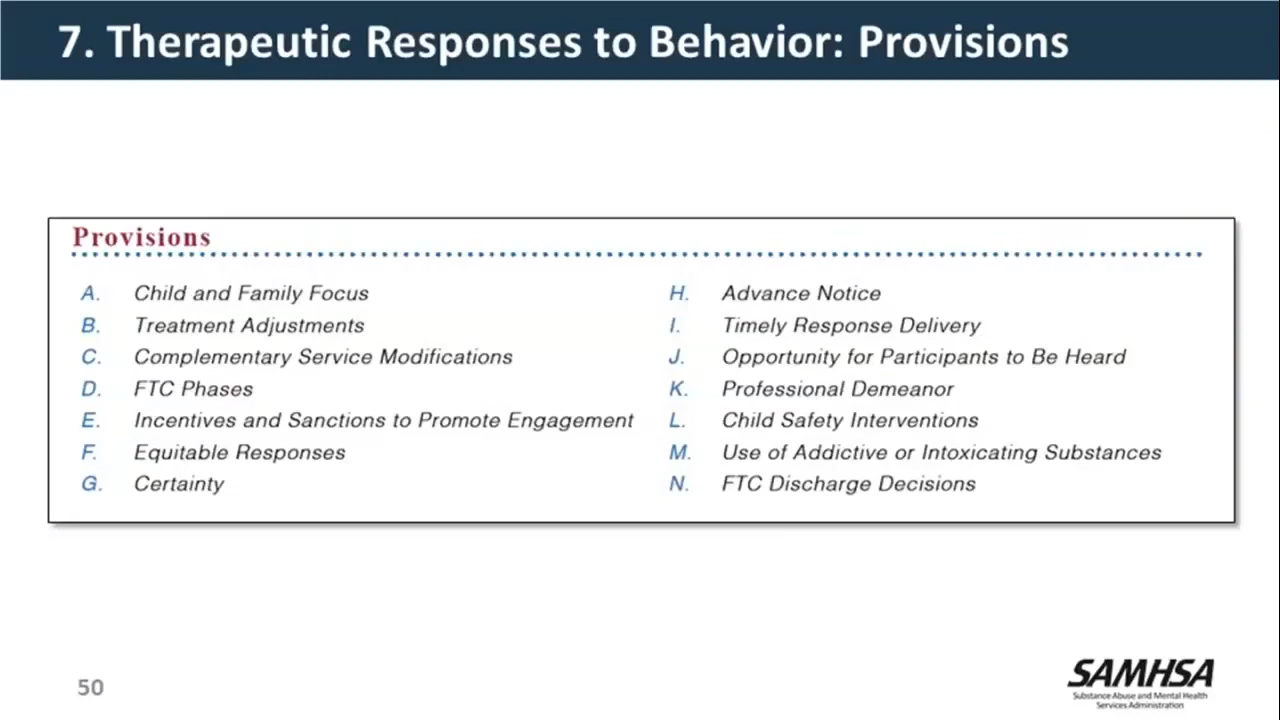 7. Therapeutic Responses to Behavior: Provisions
Provisions
A. Child and Family Focus
B. Treatment Adjustments
C. Complementary Service Modifications
D. FTC Phases
E. Incentives and Sanctions to Promote Engagement
F. Equitable Responses
G. Certainty
H. Advance Notice
I. Timely Response Delivery
J. Opportunity for Participants to Be Heard
K. Professional Demeanor
L. Child Safety Interventions
M. Use of Addictive or Intoxicating Substances
N. FTC Discharge Decisions
50
SAMHSA
Substance Abuse and Mental Health
Services Administration